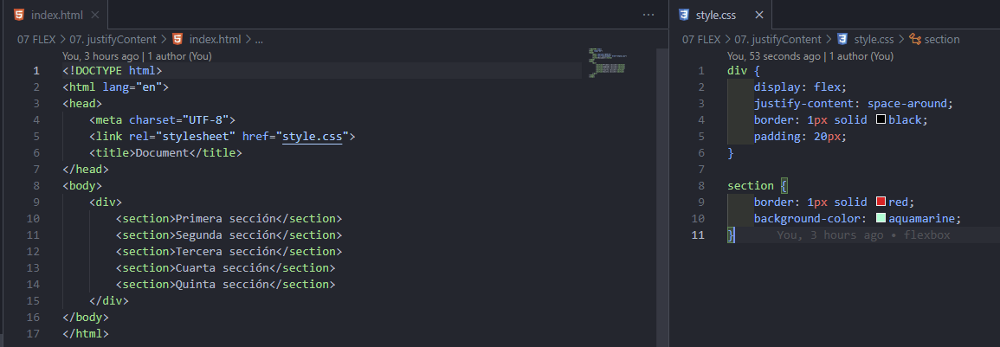 index.html
07 FLEX > 07. justifyContent > index.html > ...
You, 3 hours ago | 1 author (You)
1 <!DOCTYPE html>
2 <html lang="en">
3 <head>
4 <meta charset="UTF-8">
5 <link rel="stylesheet" href="style.css">
6 <title>Document</title>
7 </head>
8 <body>
9 <div>
10 <section>Primera sección</section>
11 <section>Segunda sección</section>
12 <section>Tercera sección</section>
13 <section>Cuarta sección</section>
14 <section>Quinta sección</section>
15 </div>
16 </body>
17 </html>
style.css
07 FLEX > 07. justifyContent > style.css > section
You, 53 seconds ago | 1 author (You)
1 div {
2 display: flex;
3 justify-content: space-around;
4 border: 1px solid black;
5 padding: 20px;
6 }
7
8 section {
9 border: 1px solid red;
10 background-color: aquamarine;
11 } You, 3 hours ago • flexbox